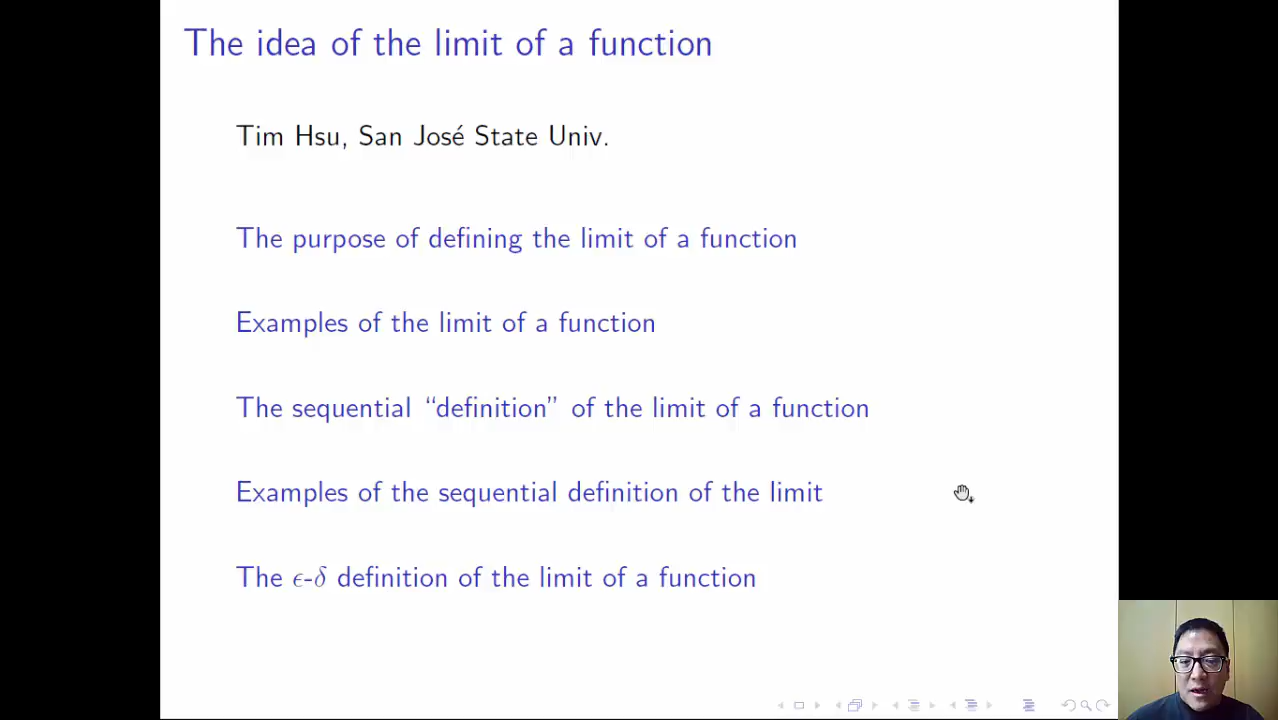 The idea of the limit of a function
Tim Hsu, San José State Univ.
The purpose of defining the limit of a function
Examples of the limit of a function
The sequential “definition” of the limit of a function
Examples of the sequential definition of the limit
The ϵ-δ definition of the limit of a function